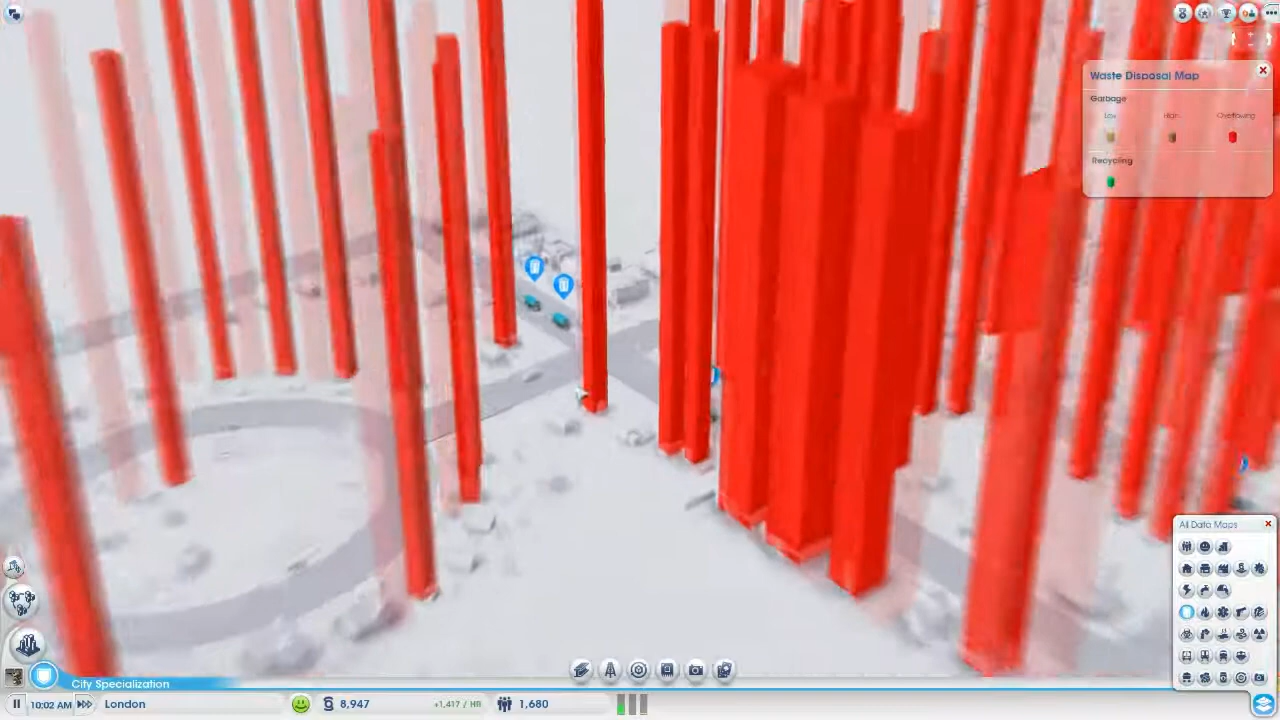 Waste Disposal Map
Garbage
Low High Overflowing
Recycling
All Data Maps
City Specialization
10:02 AM London 8,947 +1,417 / HR 1,680